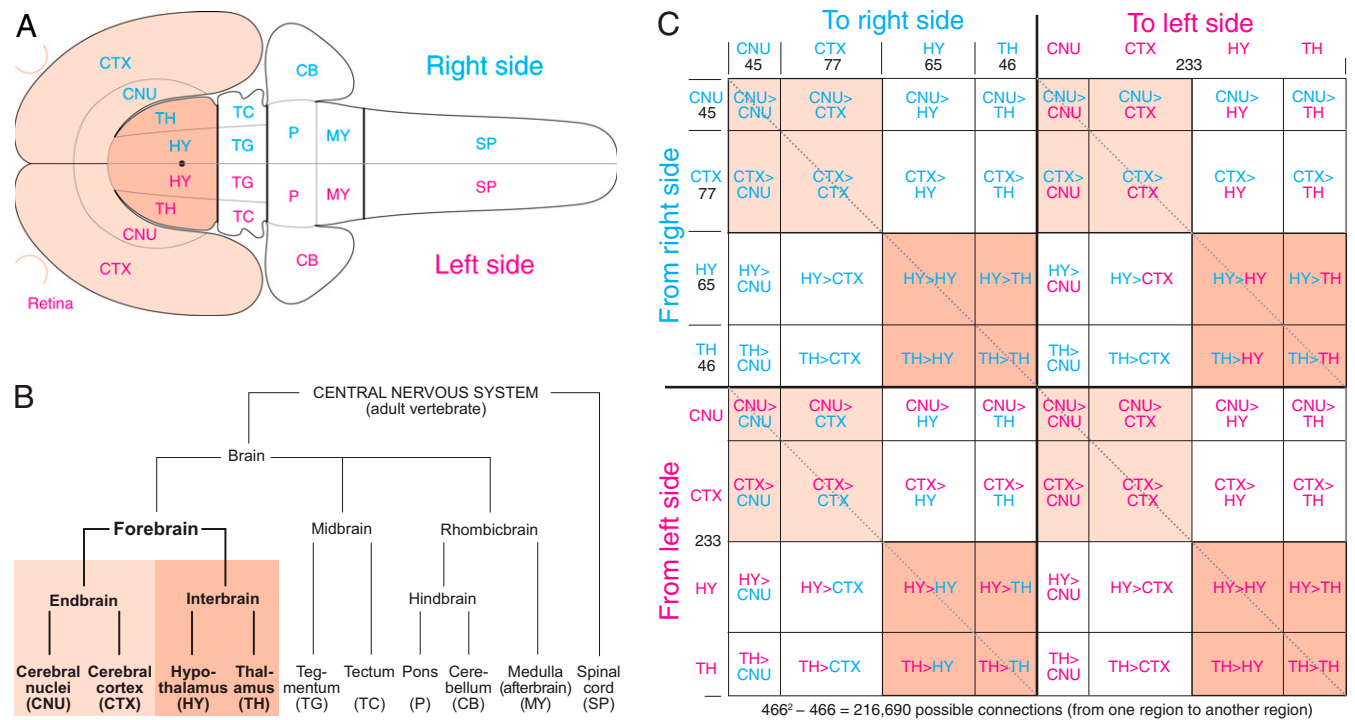 A
CTX
CNU
TH
HY
HY
TH
CNU
CTX
Retina
TC
TG
TG
TC
CB
P
P
CB
MY
MY
SP
SP
Right side
Left side
B
CENTRAL NERVOUS SYSTEM
(adult vertebrate)
Brain
Forebrain
Midbrain
Rhombicbrain
Endbrain
Interbrain
Hindbrain
Cerebral
nuclei
(CNU)
Cerebral
cortex
(CTX)
Hypo-
thalamus
(HY)
Thal-
amus
(TH)
Teg-
mentum
(TG)
Tectum
(TC)
Pons
(P)
Cere-
bellum
(CB)
Medulla
(afterbrain)
(MY)
Spinal
cord
(SP)
C
To right side
To left side
CNU CTX HY TH CNU CTX HY TH
45 77 65 46 233
From right side
CNU
45
CNU> CNU> CNU> CNU> CNU> CNU> CNU> CNU>
CNU CTX HY TH CNU CTX HY TH
CTX
77
CTX> CTX> CTX> CTX> CTX> CTX> CTX> CTX>
CNU CTX HY TH CNU CTX HY TH
HY
65
HY>
CNU
HY>CTX HY>HY HY>TH
HY>
CNU
HY>CTX HY>HY HY>TH
TH
46
TH>
CNU
TH>CTX TH>HY TH>TH
TH>
CNU
TH>CTX TH>HY TH>TH
From left side
233
CNU
CNU> CNU> CNU> CNU> CNU> CNU> CNU> CNU>
CNU CTX HY TH CNU CTX HY TH
CTX
CTX> CTX> CTX> CTX> CTX> CTX> CTX> CTX>
CNU CTX HY TH CNU CTX HY TH
HY
HY>
CNU
HY>CTX HY>HY HY>TH
HY>
CNU
HY>CTX HY>HY HY>TH
TH
TH>
CNU
TH>CTX TH>HY TH>TH
TH>
CNU
TH>CTX TH>HY TH>TH
466² – 466 = 216,690 possible connections (from one region to another region)